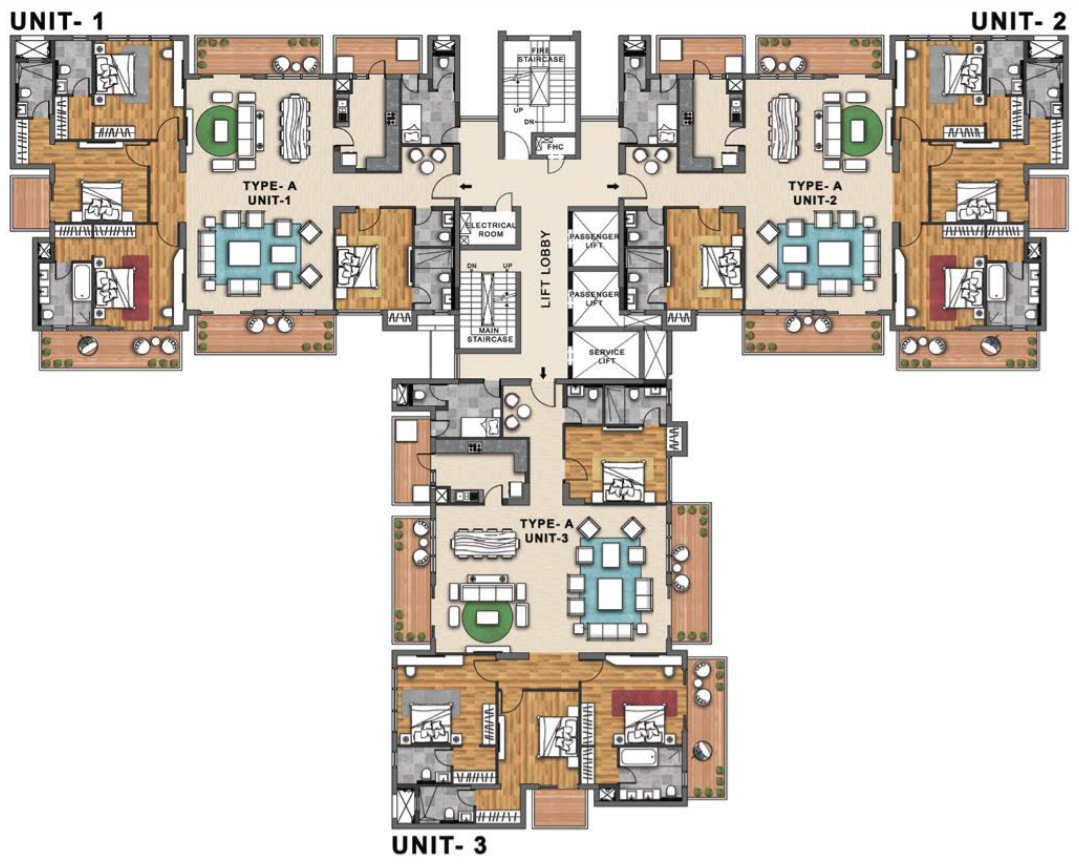 UNIT- 1
UNIT- 2
FIRE
STAIRCASE
UP
DN
FHC
TYPE- A
UNIT-1
TYPE- A
UNIT-2
ELECTRICAL
ROOM
LIFT LOBBY
PASSENGER
LIFT
DN
UP
PASSENGER
LIFT
MAIN
STAIRCASE
SERVICE
LIFT
TYPE- A
UNIT-3
UNIT- 3